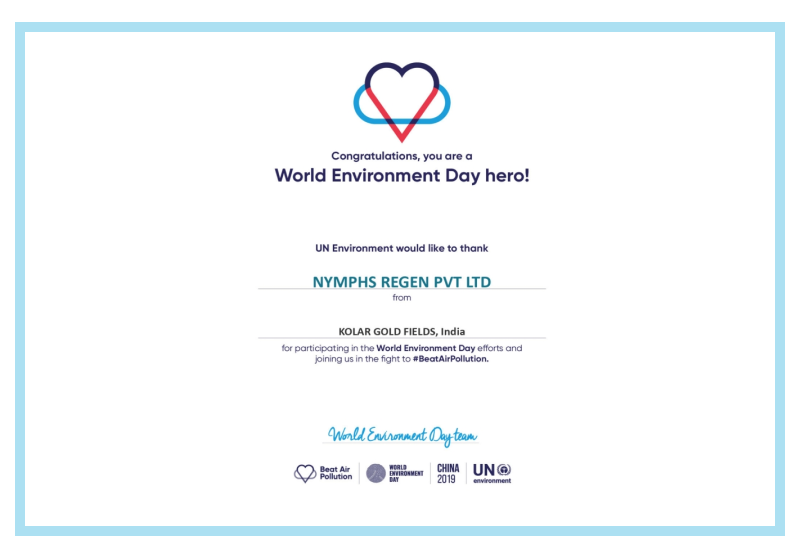 Congratulations, you are a
World Environment Day hero!
UN Environment would like to thank
NYMPHS REGEN PVT LTD
from
KOLAR GOLD FIELDS, India
for participating in the World Environment Day efforts and
joining us in the fight to #BeatAirPollution.
World Environment Day team
Beat Air
Pollution
WORLD
ENVIRONMENT
DAY
CHINA
2019
UN
environment